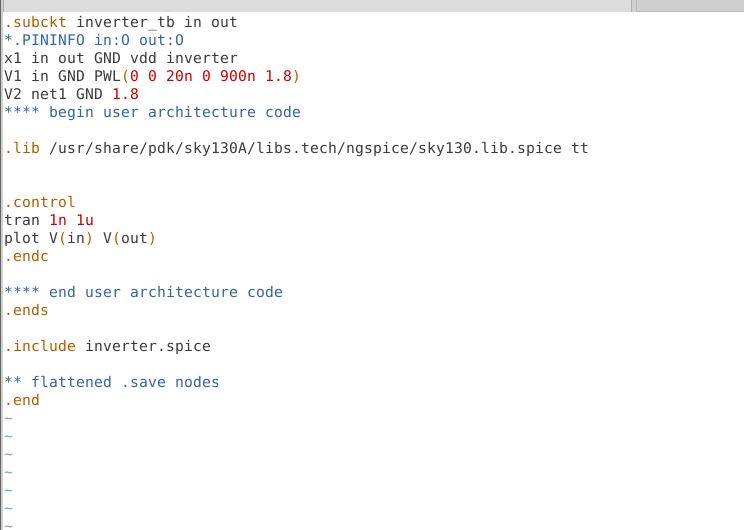 .subckt inverter_tb in out
*.PININFO in:O out:O
x1 in out GND vdd inverter
V1 in GND PWL(0 0 20n 0 900n 1.8)
V2 net1 GND 1.8
**** begin user architecture code
.lib /usr/share/pdk/sky130A/libs.tech/ngspice/sky130.lib.spice tt
.control
tran 1n 1u
plot V(in) V(out)
.endc
**** end user architecture code
.ends
.include inverter.spice
** flattened .save nodes
.end
~
~
~
~
~
~
~